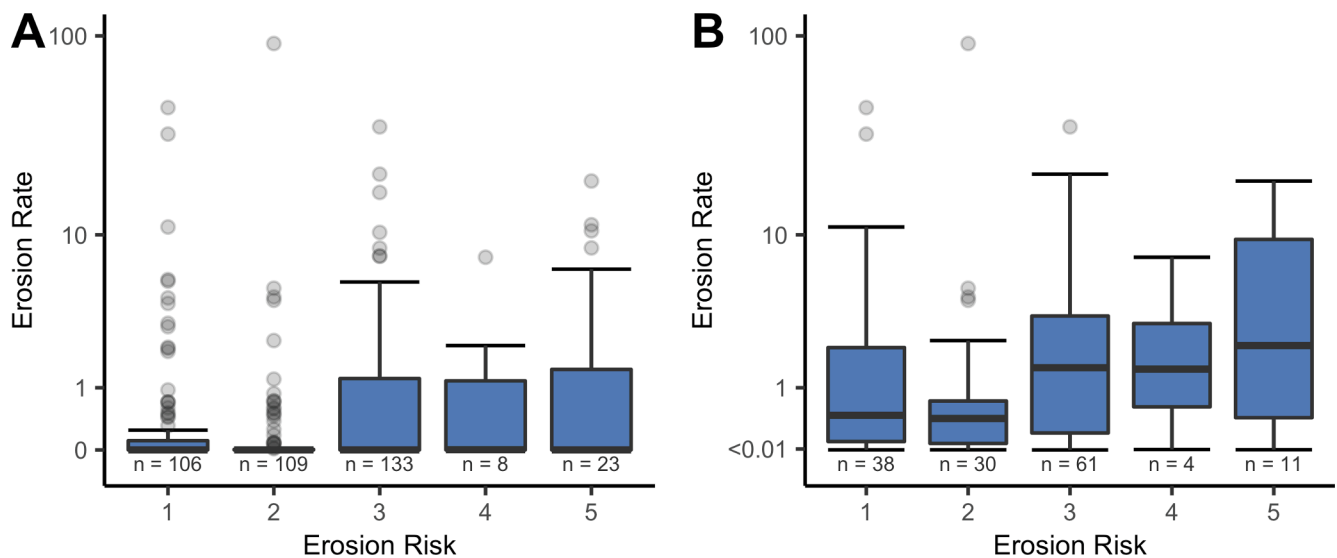 A
Erosion Rate
100
10
1
0
n = 106
n = 109
n = 133
n = 8
n = 23
1
2
3
4
5
Erosion Risk
B
Erosion Rate
100
10
1
<0.01
n = 38
n = 30
n = 61
n = 4
n = 11
1
2
3
4
5
Erosion Risk